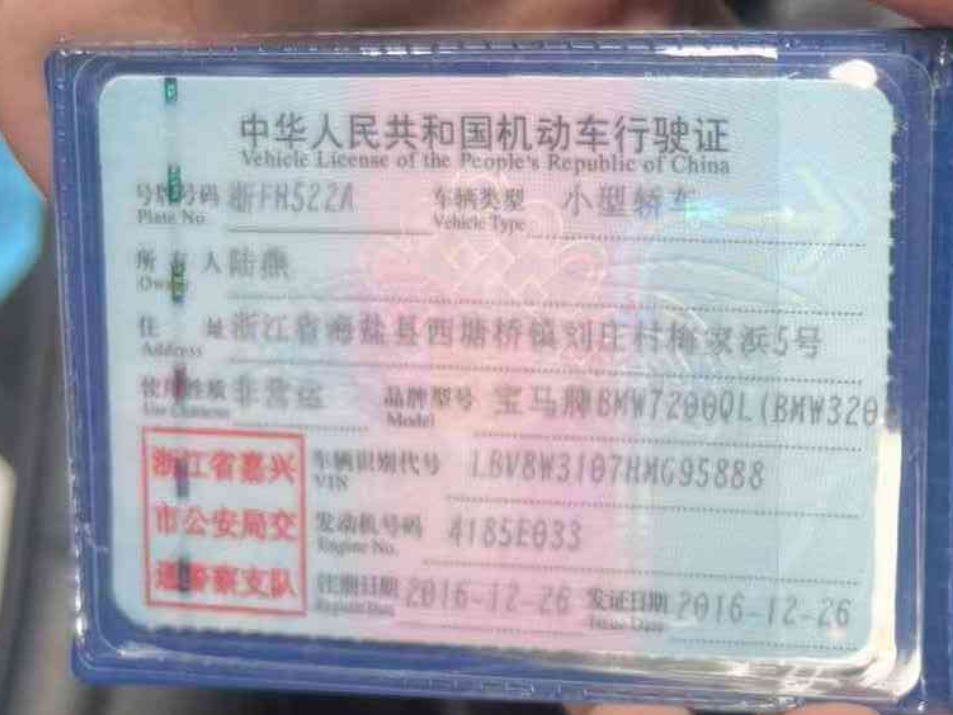 中华人民共和国机动车行驶证
Vehicle License of the People's Republic of China
号牌号码 浙FH522A 车辆类型 小型轿车
Plate No. Vehicle Type
所有人 陆燕
Owner
住址 浙江省海盐县西塘桥镇刘庄村梅家浜5号
Address
使用性质 非营运 品牌型号 宝马牌BMW7200QL(BMW320
Use Character Model
浙江省嘉兴
市公安局交
通警察支队
车辆识别代号 LBV8W3107HMG95888
VIN
发动机号码 4185E033
Engine No.
注册日期 2016-12-26 发证日期 2016-12-26
Register Date Issue Date